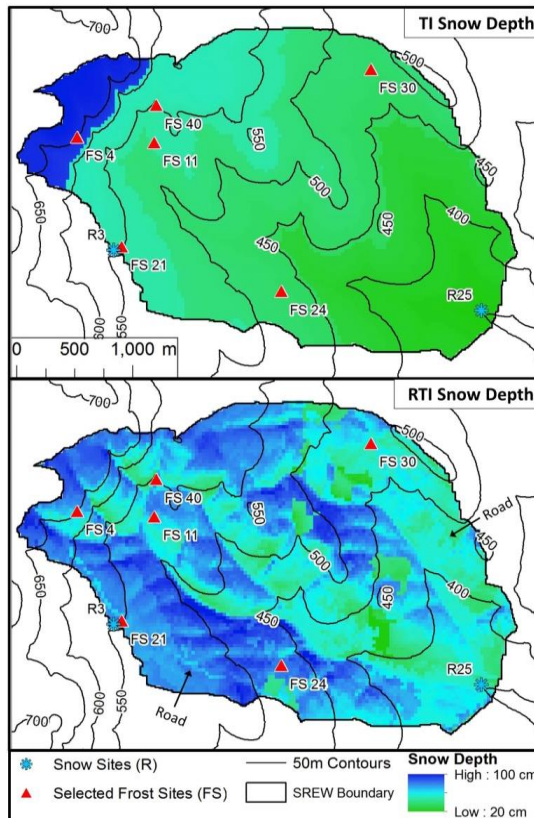 700
TI Snow Depth
500
FS 30
FS 40
FS 4
FS 11
550
450
500
650
450
400
R3
450
FS 21
R25
FS 24
600
550
0 500 1,000 m
700
RTI Snow Depth
500
FS 30
Road
FS 40
FS 4
FS 11
550
450
500
650
400
R3
450
450
FS 21
R25
FS 24
600
550
Road
700
Snow Sites (R)
50m Contours
Snow Depth
High : 100 cm
Selected Frost Sites (FS)
SREW Boundary
Low : 20 cm